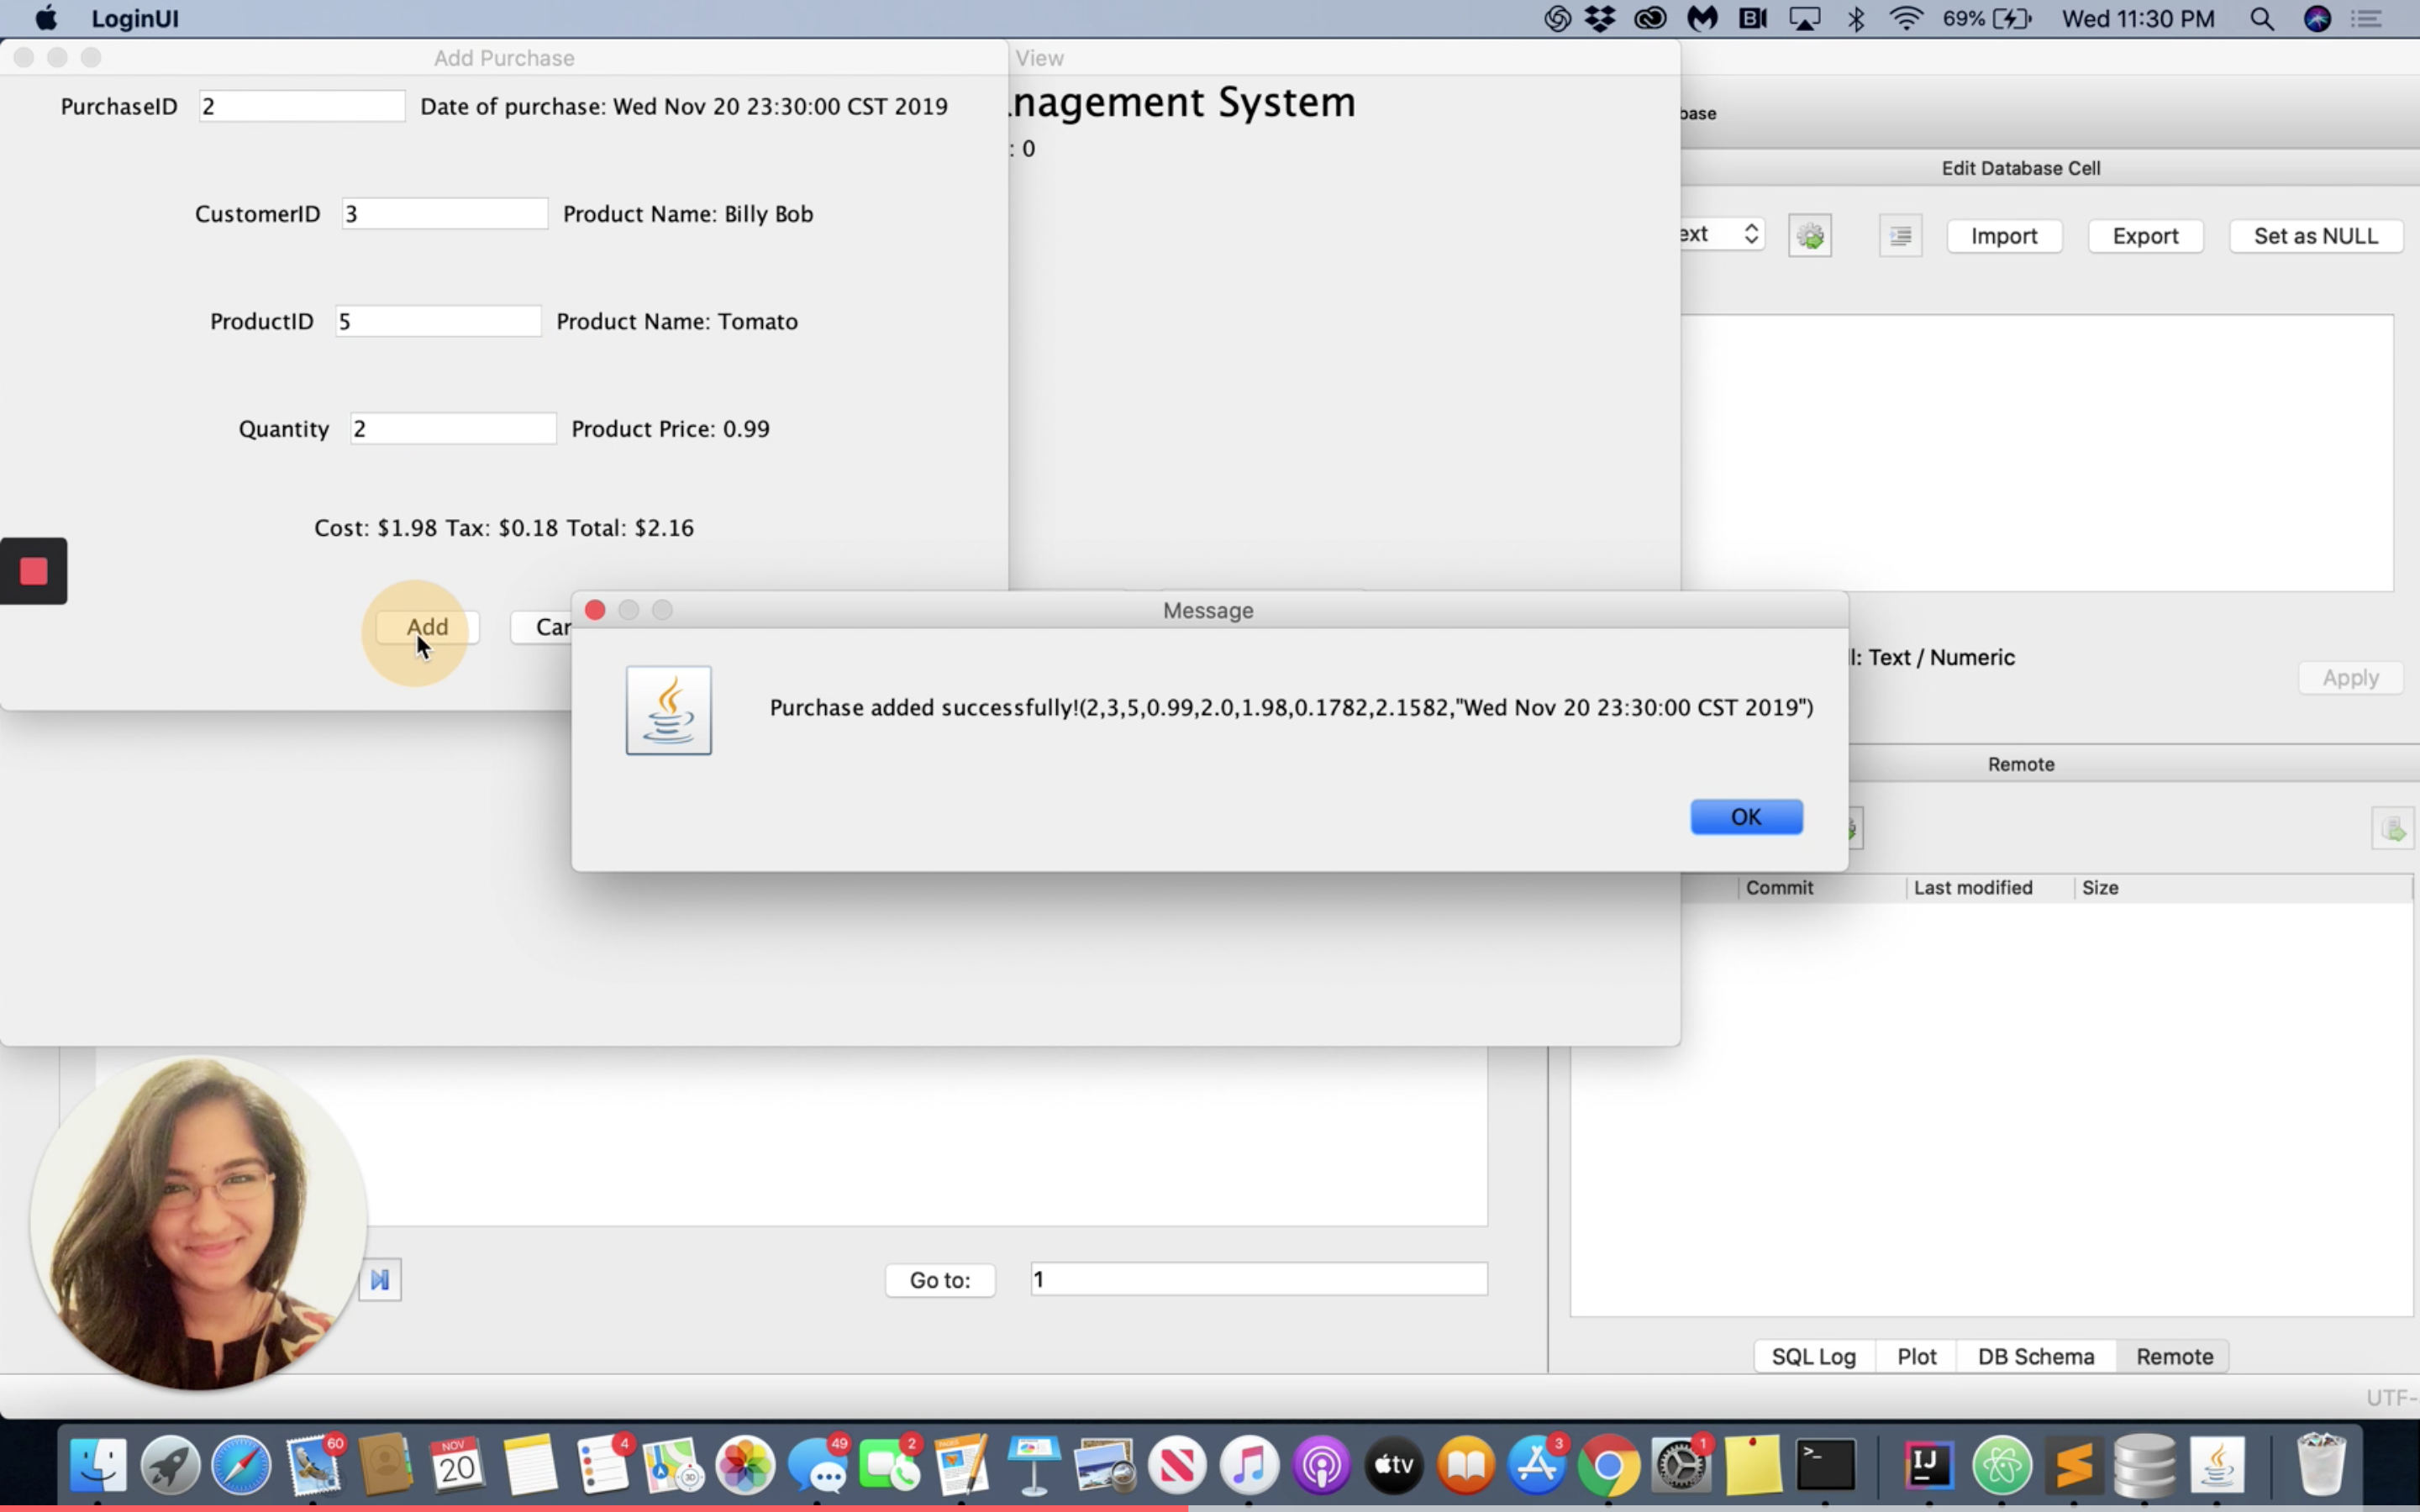 LoginUI 69% Wed 11:30 PM
Add Purchase
View
PurchaseID 2 Date of purchase: Wed Nov 20 23:30:00 CST 2019
nagement System
: 0
base
Edit Database Cell
CustomerID 3 Product Name: Billy Bob
ext Import Export Set as NULL
ProductID 5 Product Name: Tomato
Quantity 2 Product Price: 0.99
Cost: $1.98 Tax: $0.18 Total: $2.16
Add Can
Message
Purchase added successfully!(2,3,5,0.99,2.0,1.98,0.1782,2.1582,"Wed Nov 20 23:30:00 CST 2019")
OK
l: Text / Numeric
Apply
Remote
Commit Last modified Size
Go to: 1
SQL Log Plot DB Schema Remote
UTF-
60 NOV 20 4 3D 49 2 tv 3 1 >_ IJ